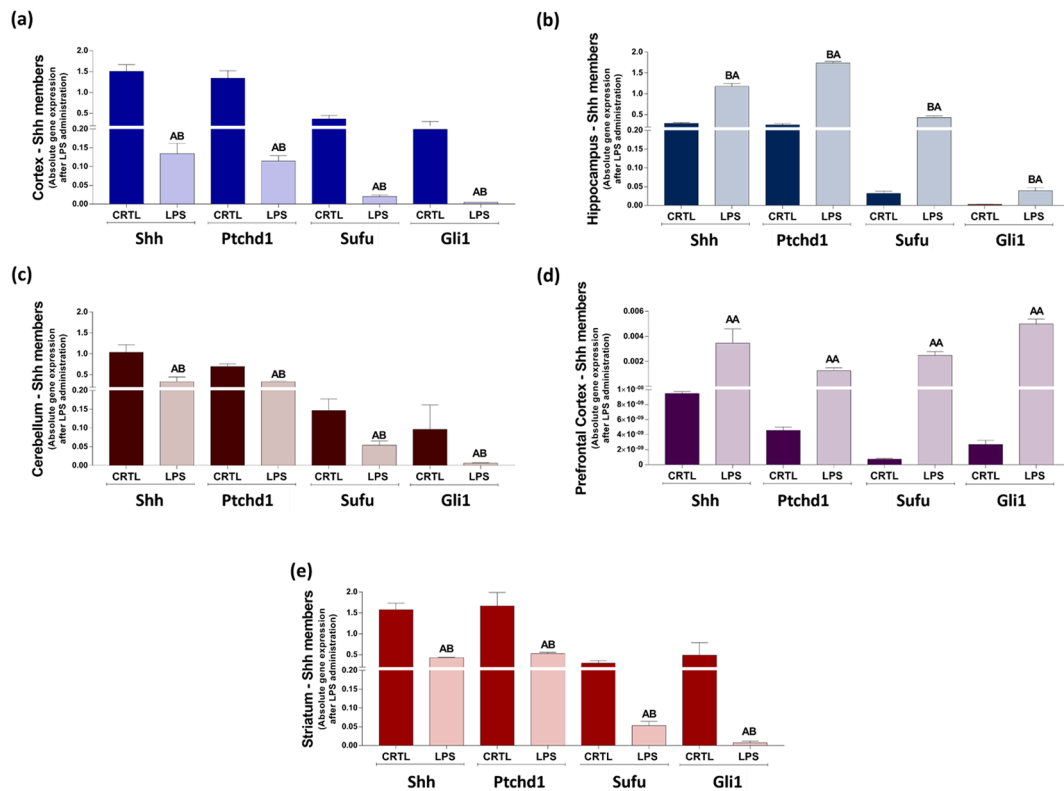 (a)
Cortex - Shh members
(Absolute gene expression
after LPS administration)
2.0
1.5
1.0
0.5
0.20
0.15
0.10
0.05
0.00
AB
AB
AB
AB
CRTL LPS CRTL LPS CRTL LPS CRTL LPS
Shh Ptchd1 Sufu Gli1
(b)
Hippocampus - Shh members
(Absolute gene expression
after LPS administration)
2.0
1.5
1.0
0.5
0.20
0.15
0.10
0.05
0.00
BA
BA
BA
BA
CRTL LPS CRTL LPS CRTL LPS CRTL LPS
Shh Ptchd1 Sufu Gli1
(c)
Cerebellum - Shh members
(Absolute gene expression
after LPS administration)
2.0
1.5
1.0
0.5
0.20
0.15
0.10
0.05
0.00
AB
AB
AB
AB
CRTL LPS CRTL LPS CRTL LPS CRTL LPS
Shh Ptchd1 Sufu Gli1
(d)
Prefrontal Cortex - Shh members
(Absolute gene expression
after LPS administration)
0.006
0.004
0.002
1×10⁻⁰⁸
8×10⁻⁰⁹
6×10⁻⁰⁹
4×10⁻⁰⁹
2×10⁻⁰⁹
0
AA
AA
AA
AA
CRTL LPS CRTL LPS CRTL LPS CRTL LPS
Shh Ptchd1 Sufu Gli1
(e)
Striatum - Shh members
(Absolute gene expression
after LPS administration)
2.0
1.5
1.0
0.5
0.20
0.15
0.10
0.05
0.00
AB
AB
AB
AB
CRTL LPS CRTL LPS CRTL LPS CRTL LPS
Shh Ptchd1 Sufu Gli1